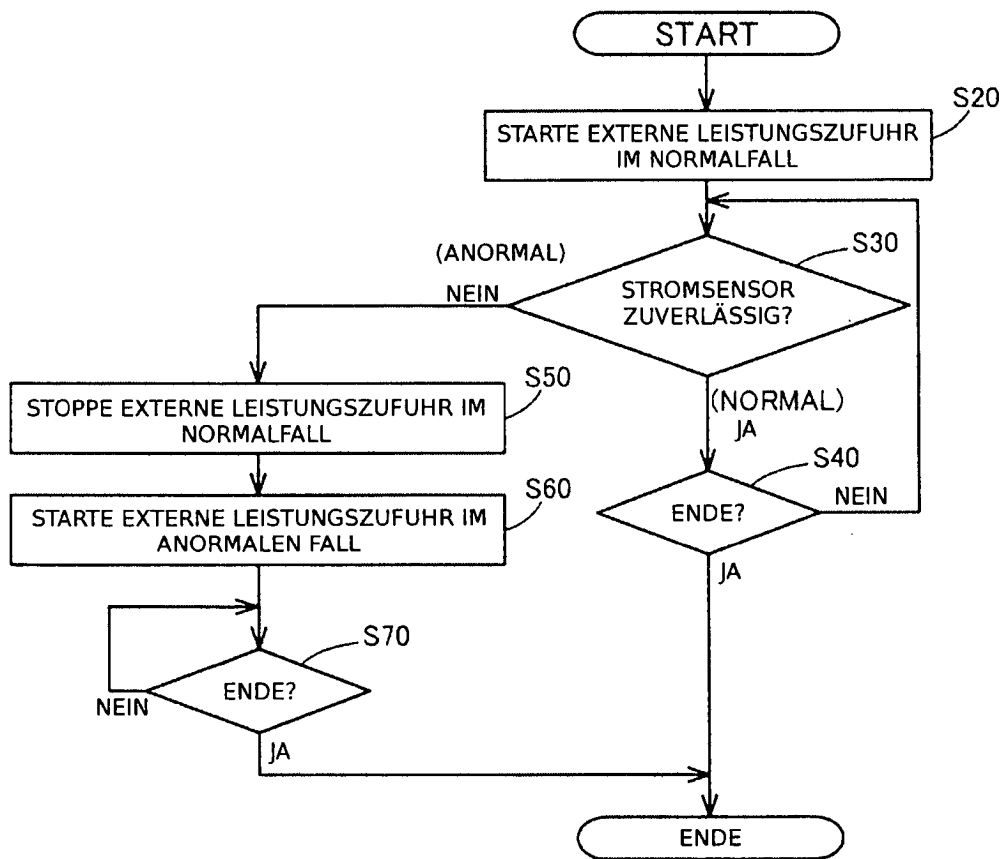 START
S20
STARTE EXTERNE LEISTUNGSZUFUHR
IM NORMALFALL
S30
(ANORMAL)
NEIN
STROMSENSOR
ZUVERLÄSSIG?
S50
STOPPE EXTERNE LEISTUNGSZUFUHR IM
NORMALFALL
(NORMAL)
JA
S40
ENDE?
NEIN
JA
S60
STARTE EXTERNE LEISTUNGSZUFUHR IM
ANORMALEN FALL
S70
ENDE?
NEIN
JA
ENDE